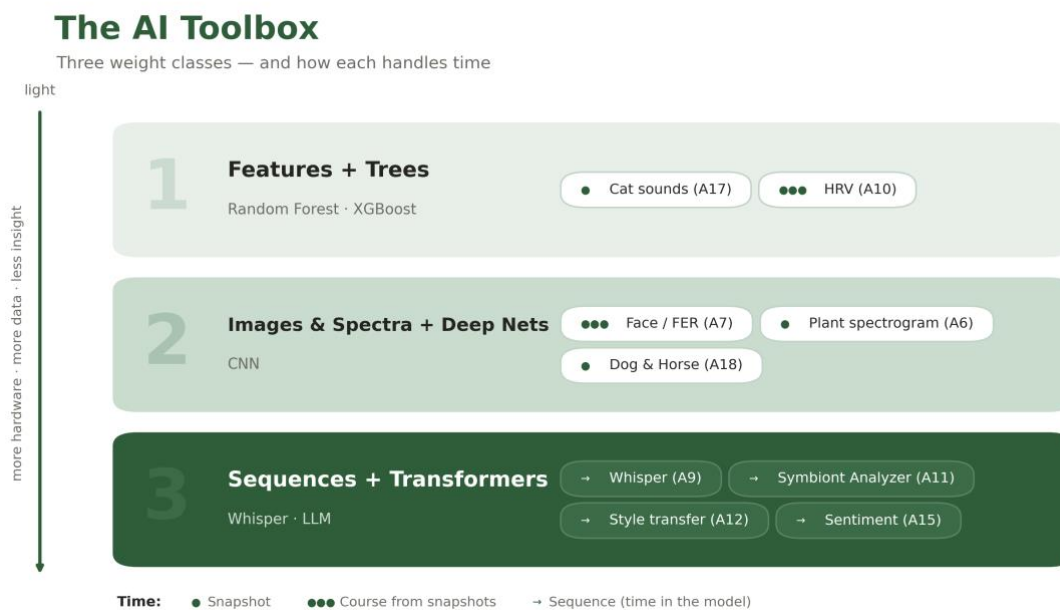 The AI Toolbox
Three weight classes — and how each handles time
light
more hardware · more data · less insight
1
Features + Trees
Random Forest · XGBoost
● Cat sounds (A17)
●●● HRV (A10)
2
Images & Spectra + Deep Nets
CNN
●●● Face / FER (A7)
● Plant spectrogram (A6)
● Dog & Horse (A18)
3
Sequences + Transformers
Whisper · LLM
→ Whisper (A9)
→ Symbiont Analyzer (A11)
→ Style transfer (A12)
→ Sentiment (A15)
Time: ● Snapshot ●●● Course from snapshots → Sequence (time in the model)